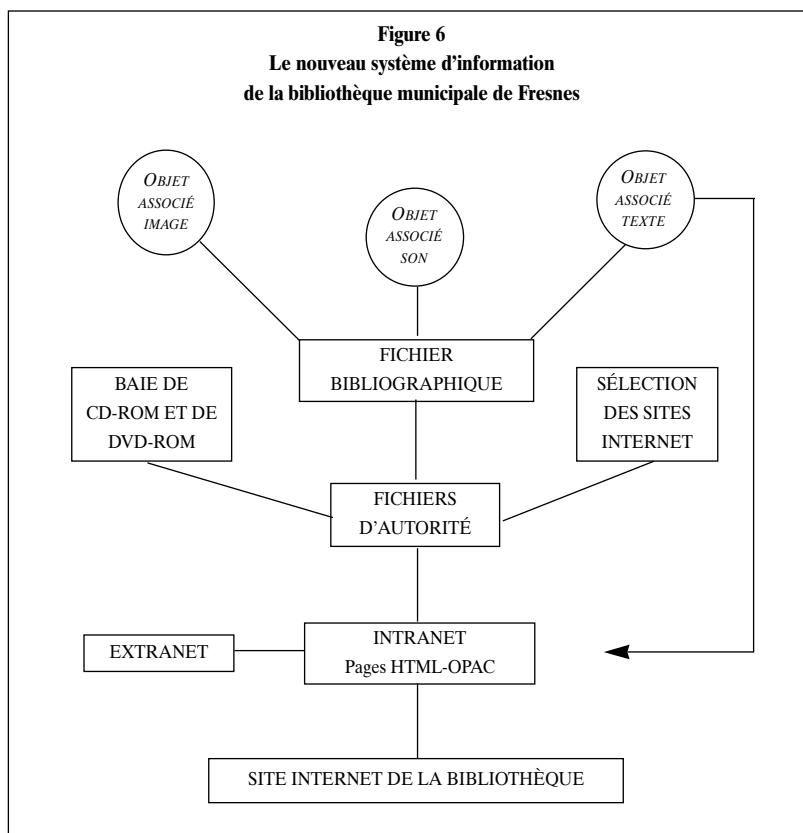 Figure 6
Le nouveau système d'information
de la bibliothèque municipale de Fresnes
OBJET
ASSOCIÉ
IMAGE
OBJET
ASSOCIÉ
SON
OBJET
ASSOCIÉ
TEXTE
FICHIER
BIBLIOGRAPHIQUE
BAIE DE
CD-ROM ET DE
DVD-ROM
SÉLECTION
DES SITES
INTERNET
FICHIERS
D'AUTORITÉ
EXTRANET
INTRANET
Pages HTML-OPAC
SITE INTERNET DE LA BIBLIOTHÈQUE